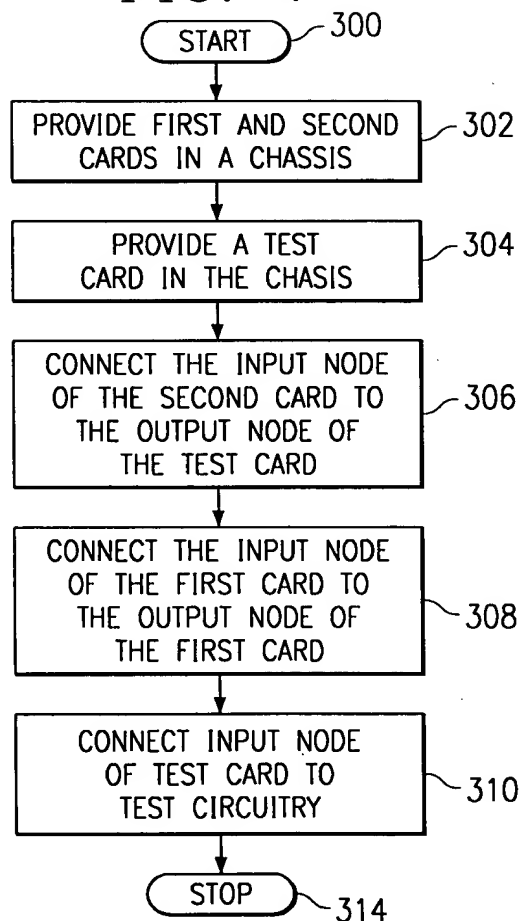 START
300
PROVIDE FIRST AND SECOND
CARDS IN A CHASSIS
302
PROVIDE A TEST
CARD IN THE CHASIS
304
CONNECT THE INPUT NODE
OF THE SECOND CARD TO
THE OUTPUT NODE OF
THE TEST CARD
306
CONNECT THE INPUT NODE
OF THE FIRST CARD TO
THE OUTPUT NODE OF
THE FIRST CARD
308
CONNECT INPUT NODE
OF TEST CARD TO
TEST CIRCUITRY
310
STOP
314